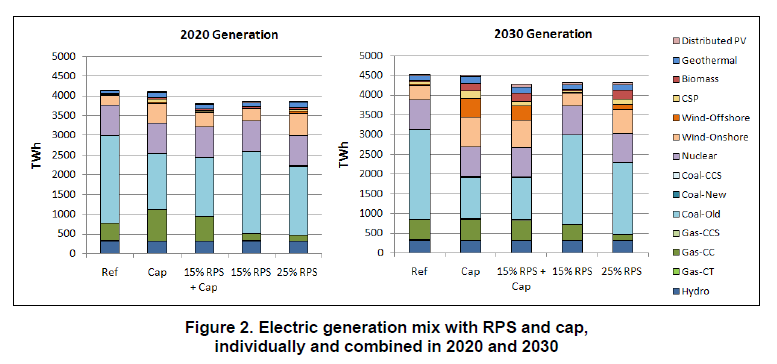 2020 Generation
5000
4500
4000
3500
3000
2500
2000
1500
1000
500
0
TWh
Ref
Cap
15% RPS
+ Cap
15% RPS
25% RPS
2030 Generation
5000
4500
4000
3500
3000
2500
2000
1500
1000
500
0
TWh
Ref
Cap
15% RPS +
Cap
15% RPS
25% RPS
Distributed PV
Geothermal
Biomass
CSP
Wind-Offshore
Wind-Onshore
Nuclear
Coal-CCS
Coal-New
Coal-Old
Gas-CCS
Gas-CC
Gas-CT
Hydro
Figure 2. Electric generation mix with RPS and cap,
individually and combined in 2020 and 2030